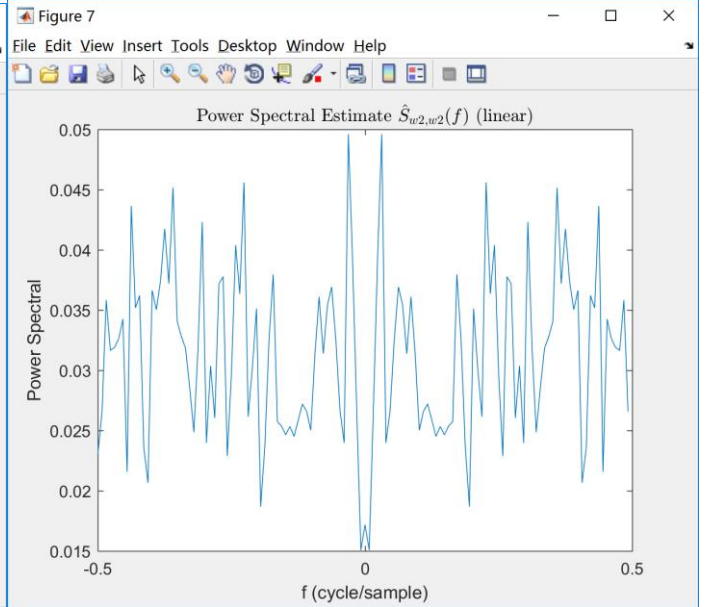 Figure 7
File Edit View Insert Tools Desktop Window Help
Power Spectral Estimate $\hat{S}_{w2,w2}(f)$ (linear)
0.05
0.045
0.04
0.035
0.03
0.025
0.02
0.015
Power Spectral
-0.5 0 0.5
f (cycle/sample)